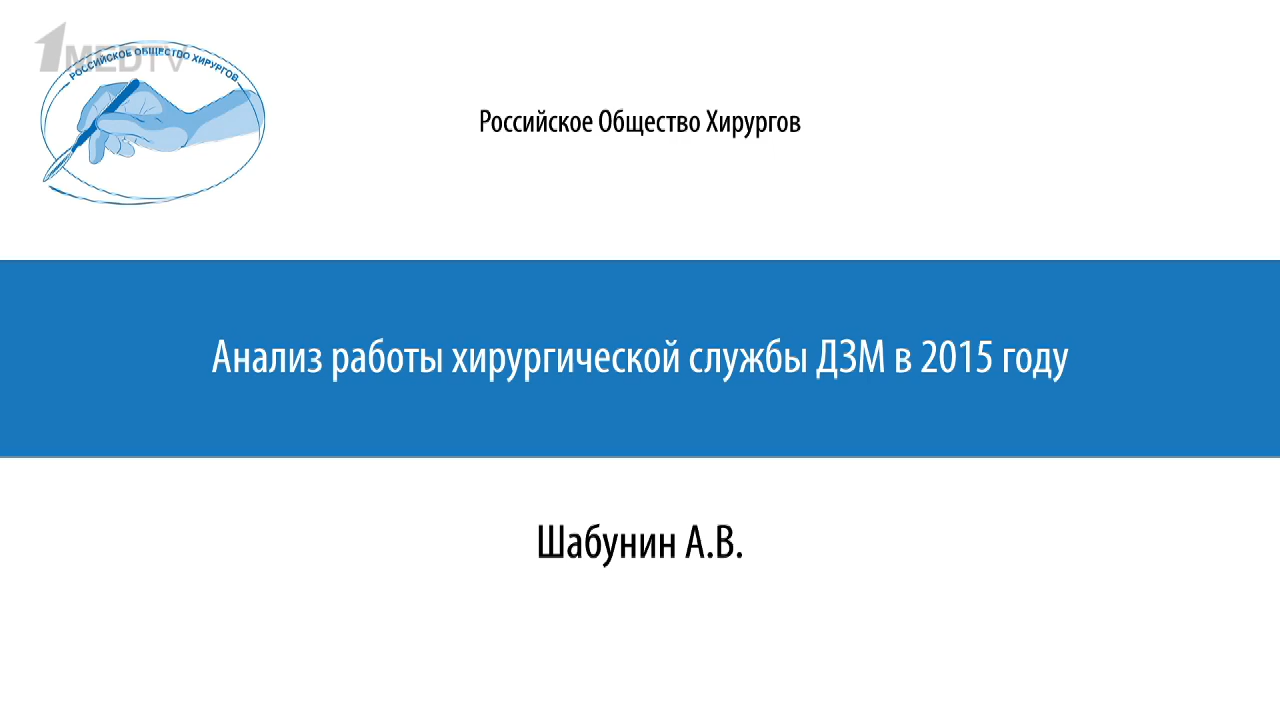 1MEDTV
РОССИЙСКОЕ ОБЩЕСТВО ХИРУРГОВ
Российское Общество Хирургов
Анализ работы хирургической службы ДЗМ в 2015 году
Шабунин А.В.